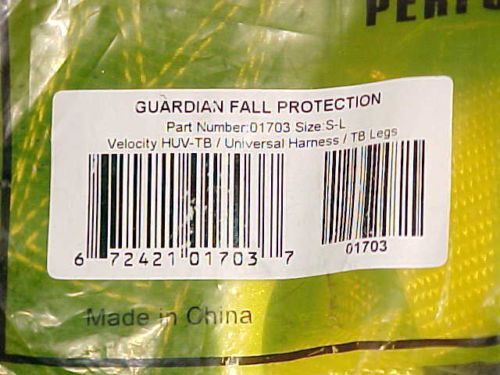 GUARDIAN FALL PROTECTION
Part Number:01703 Size:S-L
Velocity HUV-TB / Universal Harness / TB Legs
6 72421 01703 7
01703
Made in China